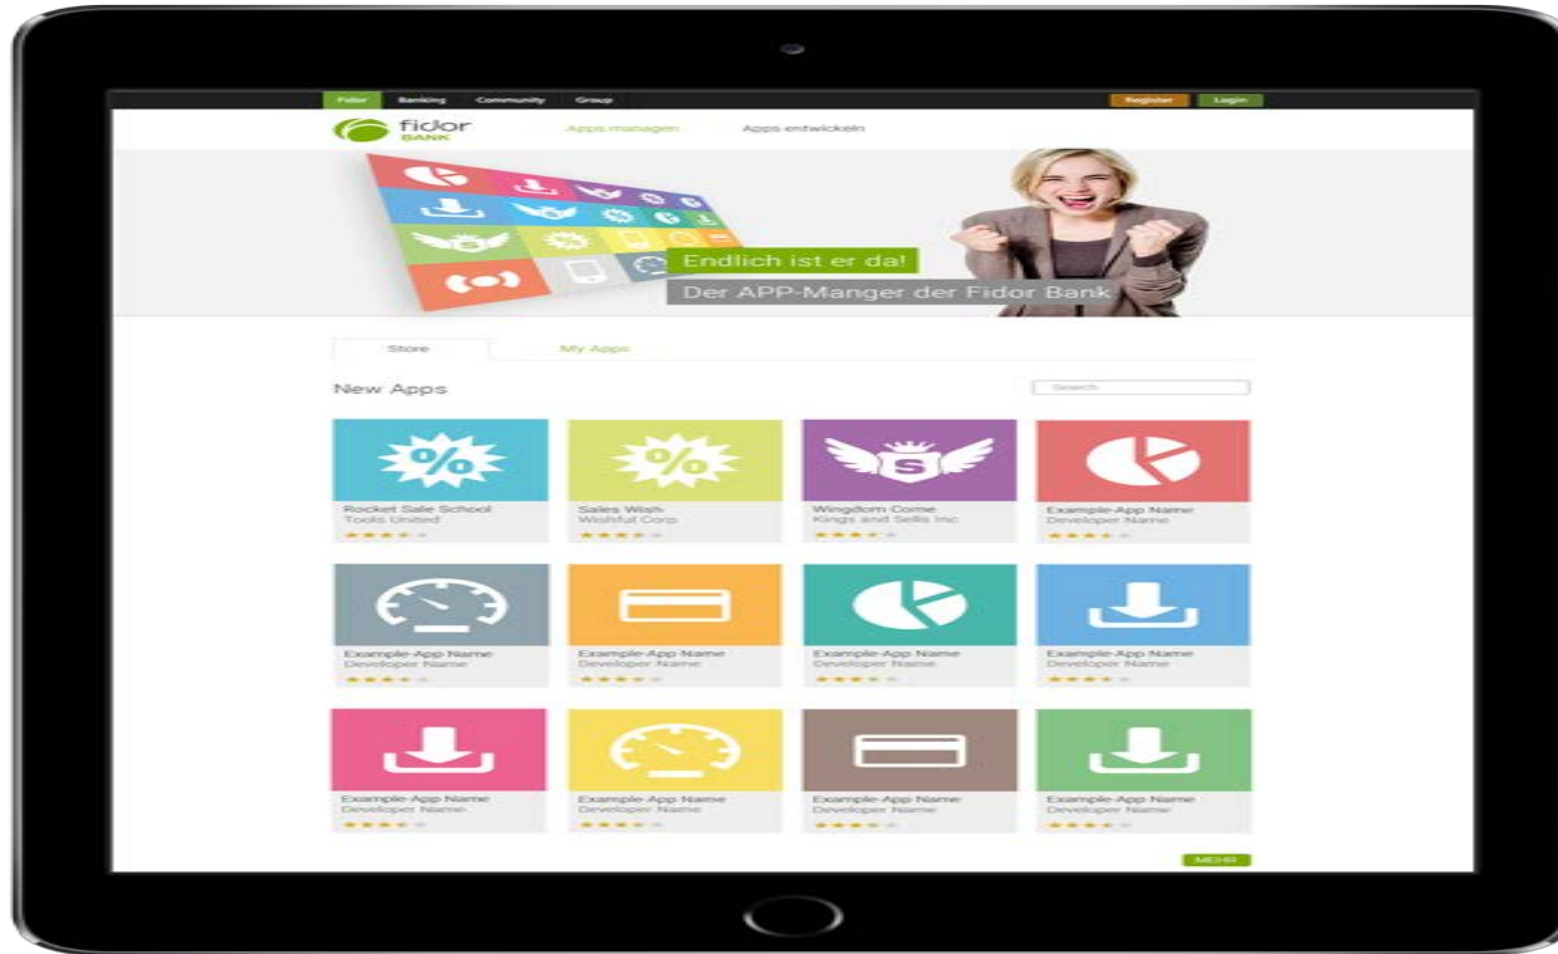 Fidor Banking Community Group Register Login
fidor
BANK
Apps managen Apps entwickeln
Endlich ist er da!
Der APP-Manger der Fidor Bank
Store My Apps
New Apps
Search
% % S
Rocket Sale School Sales Wish Wingdom Come Example-App Name
Tools United Wishful Corp Kings and Sells Inc Developer Name
Example-App Name Example-App Name Example-App Name Example-App Name
Developer Name Developer Name Developer Name Developer Name
Example-App Name Example-App Name Example-App Name Example-App Name
Developer Name Developer Name Developer Name Developer Name
MEHR